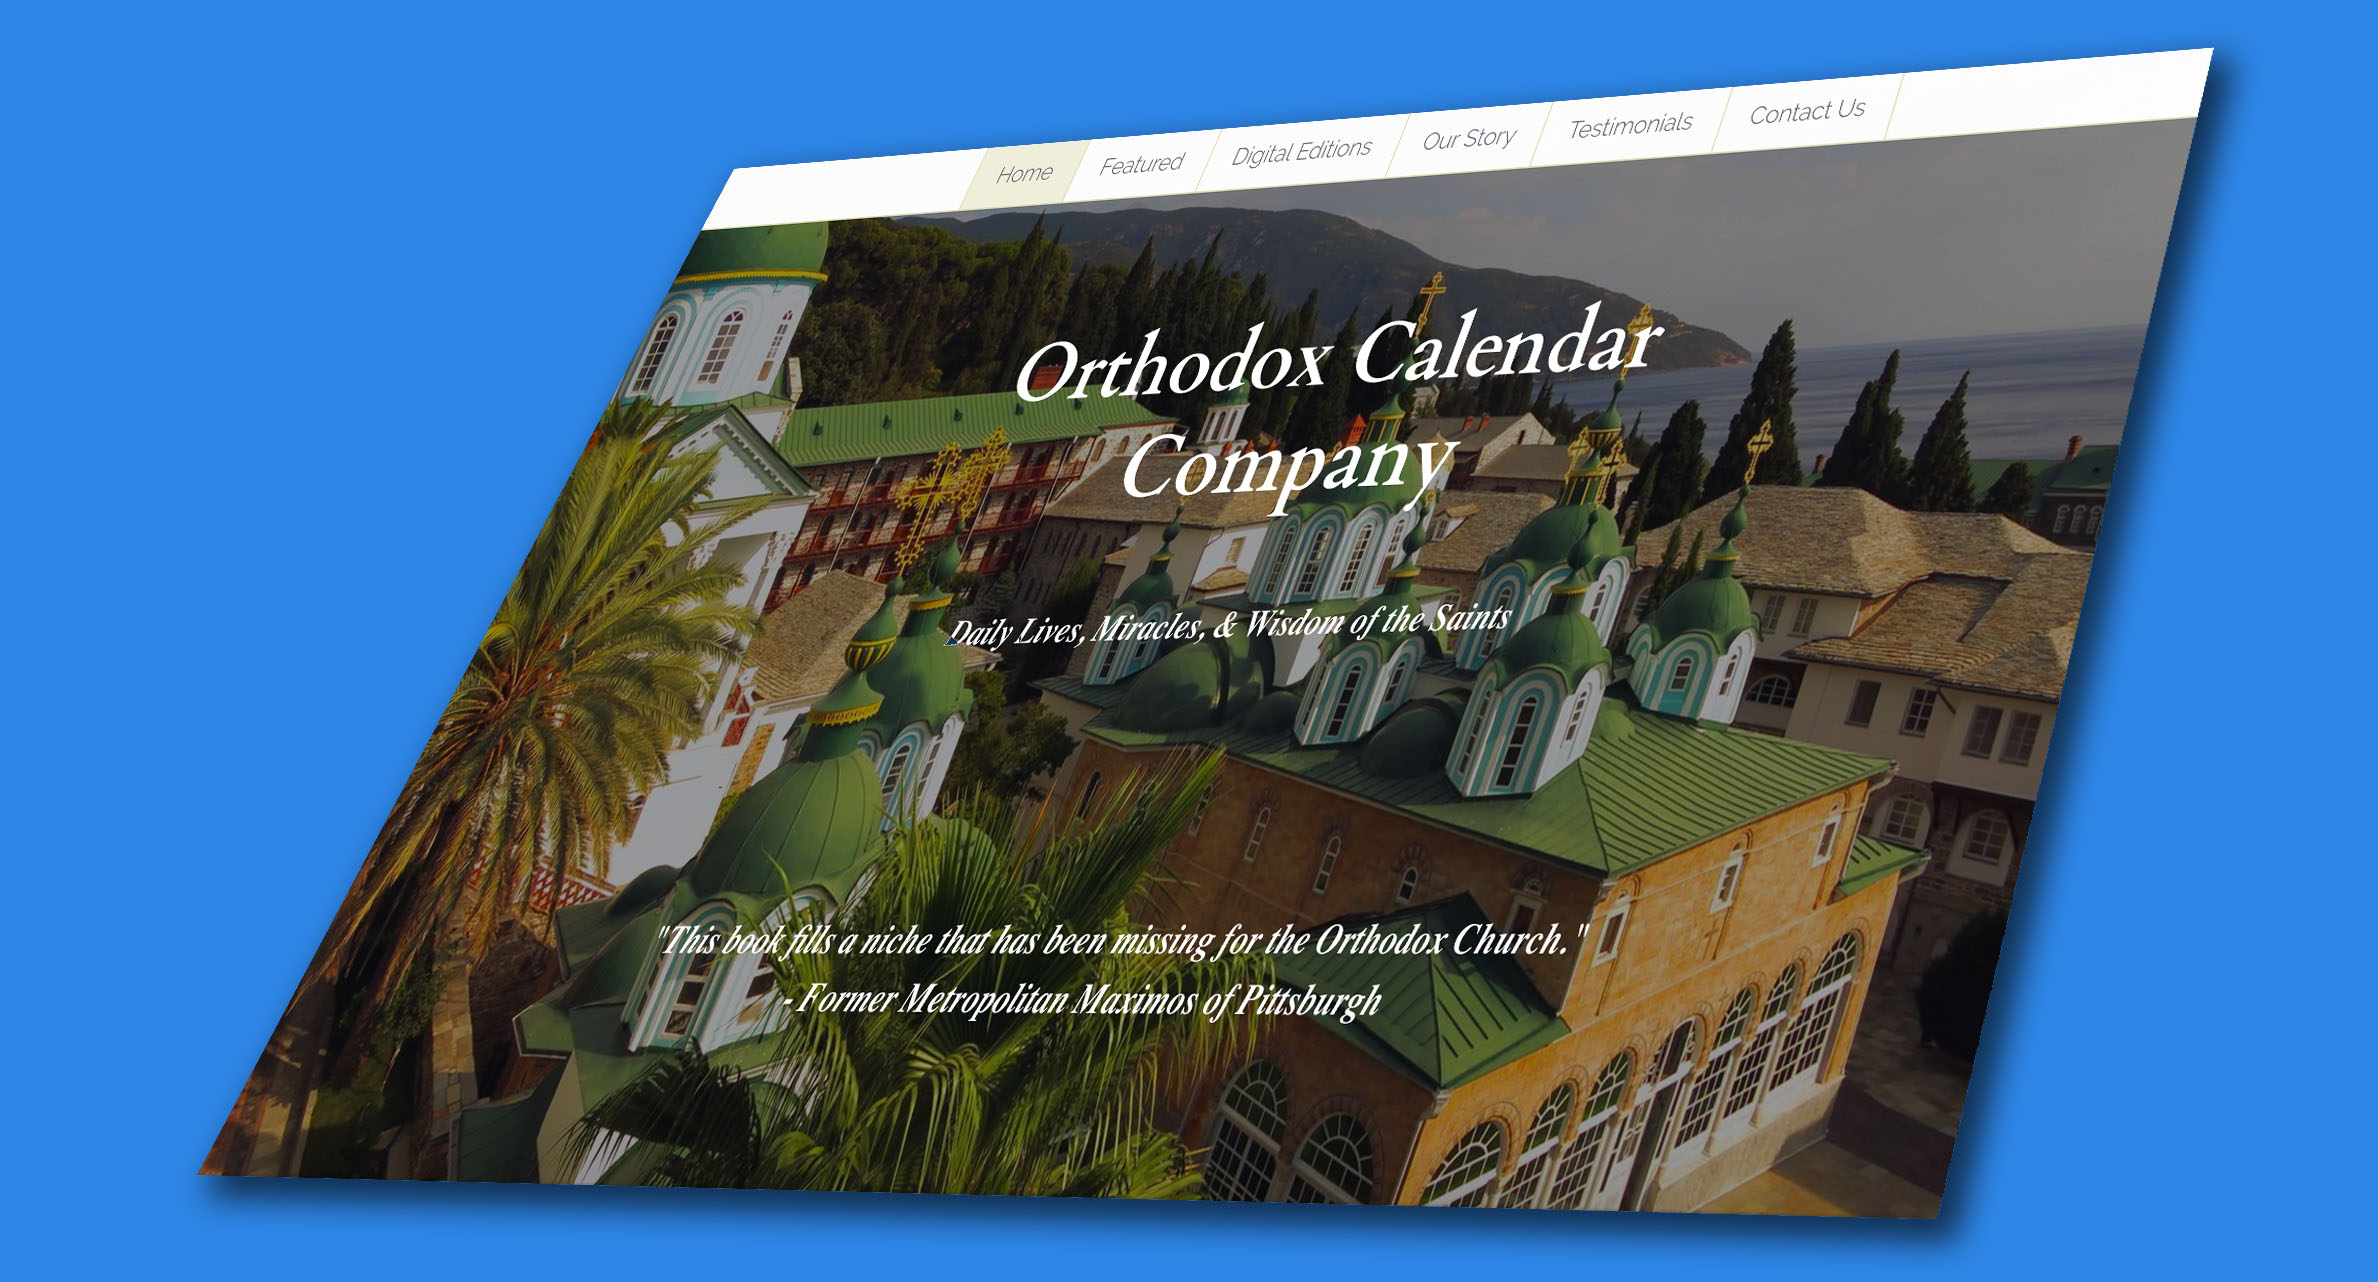 Home
Featured
Digital Editions
Our Story
Testimonials
Contact Us
Orthodox Calendar
Company
Daily Lives, Miracles, & Wisdom of the Saints
"This book fills a niche that has been missing for the Orthodox Church."
- Former Metropolitan Maximos of Pittsburgh